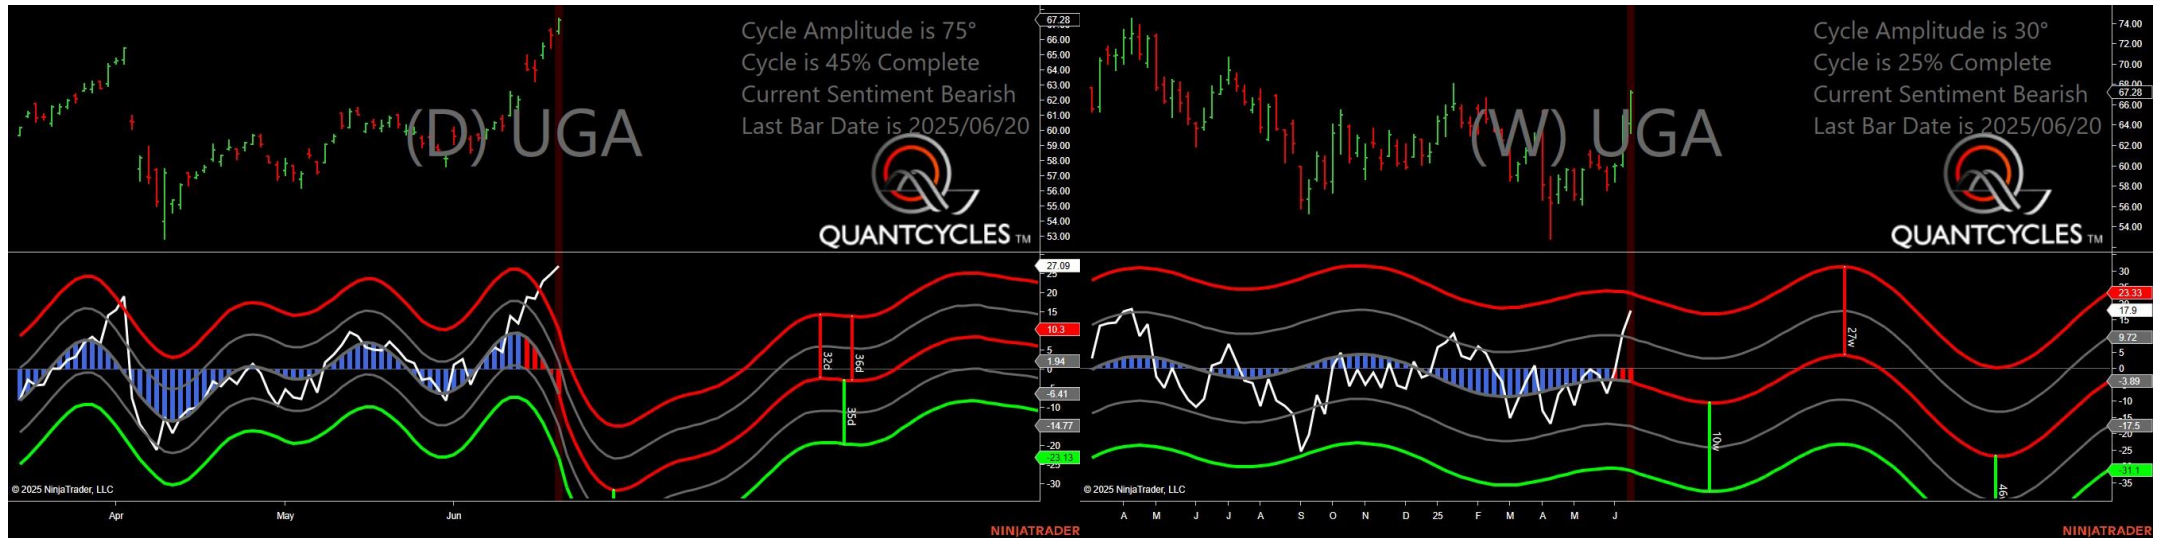 Cycle Amplitude is 75°
Cycle is 45% Complete
Current Sentiment Bearish
Last Bar Date is 2025/06/20
(D) UGA
QUANTCYCLES TM
67.28
66.00
65.00
64.00
63.00
62.00
61.00
60.00
59.00
58.00
57.00
56.00
55.00
54.00
53.00
27.09
25
20
15
10.3
5
1.94
0
-6.41
-10
-14.77
-20
-23.13
-25
-30
32d
36d
35d
© 2025 NinjaTrader, LLC
Apr
May
Jun
NINJATRADER
Cycle Amplitude is 30°
Cycle is 25% Complete
Current Sentiment Bearish
Last Bar Date is 2025/06/20
(W) UGA
QUANTCYCLES TM
74.00
72.00
70.00
68.00
67.28
66.00
64.00
62.00
60.00
58.00
56.00
54.00
30
23.33
17.9
15
9.72
5
0
-3.89
-10
-15
-17.5
-20
-25
-31.1
-35
27w
10w
© 2025 NinjaTrader, LLC
A M J J A S O N D 25 F M A M J
NINJATRADER